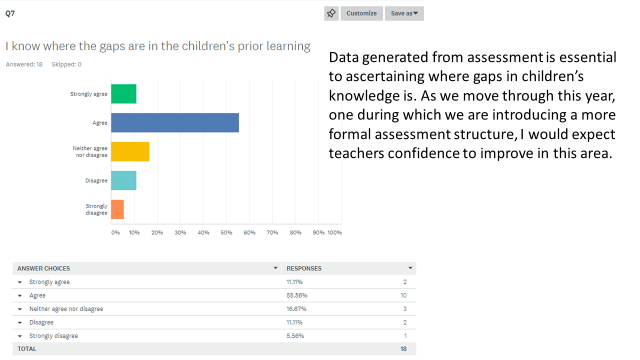 Q7
Customize
Save as
I know where the gaps are in the children's prior learning
Answered: 18 Skipped: 0
Data generated from assessment is essential
to ascertaining where gaps in children's
knowledge is. As we move through this year,
one during which we are introducing a more
formal assessment structure, I would expect
teachers confidence to improve in this area.
Strongly agree
Agree
Neither agree
nor disagree
Disagree
Strongly
disagree
0% 10% 20% 30% 40% 50% 60% 70% 80% 90% 100%
ANSWER CHOICES RESPONSES
Strongly agree 11.11% 2
Agree 55.56% 10
Neither agree nor disagree 16.67% 3
Disagree 11.11% 2
Strongly disagree 5.56% 1
TOTAL 18